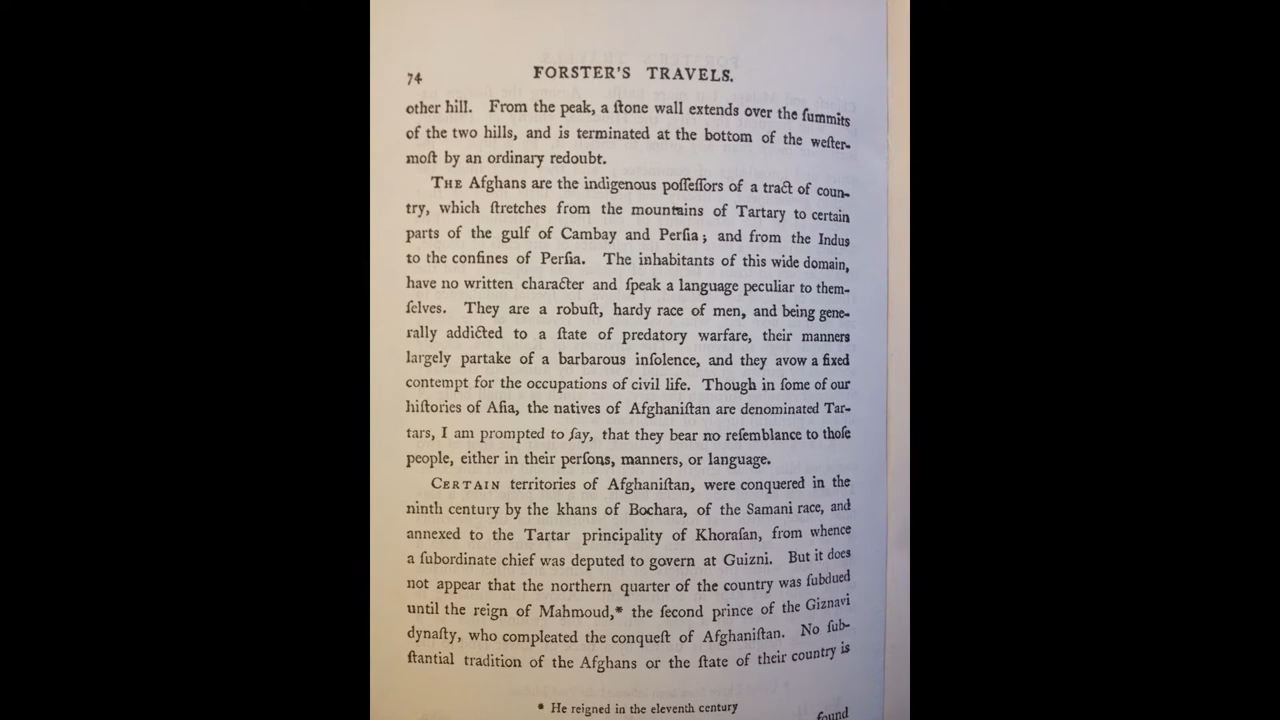 74
FORSTER'S TRAVELS.
other hill. From the peak, a ſtone wall extends over the ſummits
of the two hills, and is terminated at the bottom of the weſter-
moſt by an ordinary redoubt.
THE Afghans are the indigenous poſſeſſors of a tract of coun-
try, which ſtretches from the mountains of Tartary to certain
parts of the gulf of Cambay and Perſia; and from the Indus
to the confines of Perſia. The inhabitants of this wide domain,
have no written character and ſpeak a language peculiar to them-
ſelves. They are a robuſt, hardy race of men, and being gene-
rally addicted to a ſtate of predatory warfare, their manners
largely partake of a barbarous inſolence, and they avow a fixed
contempt for the occupations of civil life. Though in ſome of our
hiſtories of Aſia, the natives of Afghaniſtan are denominated Tar-
tars, I am prompted to ſay, that they bear no reſemblance to thoſe
people, either in their perſons, manners, or language.
CERTAIN territories of Afghaniſtan, were conquered in the
ninth century by the khans of Bochara, of the Samani race, and
annexed to the Tartar principality of Khoraſan, from whence
a ſubordinate chief was deputed to govern at Guizni. But it does
not appear that the northern quarter of the country was ſubdued
until the reign of Mahmoud,* the ſecond prince of the Giznavi
dynaſty, who compleated the conqueſt of Afghaniſtan. No ſub-
ſtantial tradition of the Afghans or the ſtate of their country is
* He reigned in the eleventh century
found